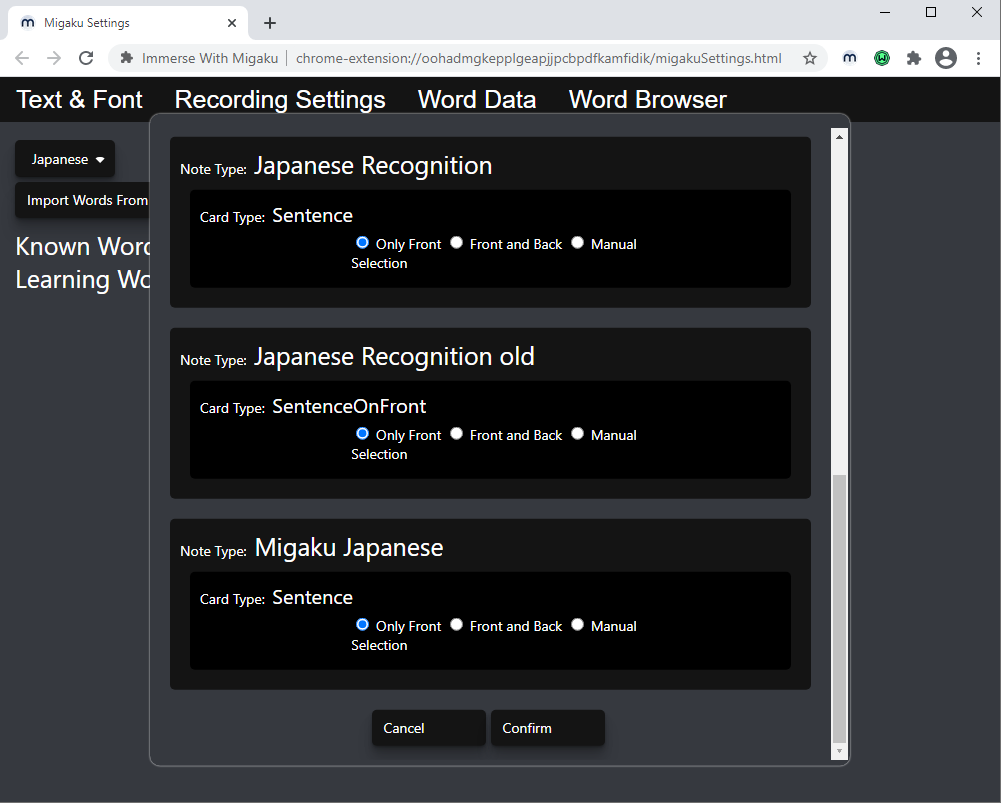 Migaku Settings
Immerse With Migaku | chrome-extension://oohadmgkepplgeapjjpcbpdfkamfidik/migakuSettings.html
Text & Font Recording Settings Word Data Word Browser
Japanese
Import Words From
Known Word
Learning Wo
Note Type: Japanese Recognition
Card Type: Sentence
Only Front Front and Back Manual
Selection
Note Type: Japanese Recognition old
Card Type: SentenceOnFront
Only Front Front and Back Manual
Selection
Note Type: Migaku Japanese
Card Type: Sentence
Only Front Front and Back Manual
Selection
Cancel Confirm